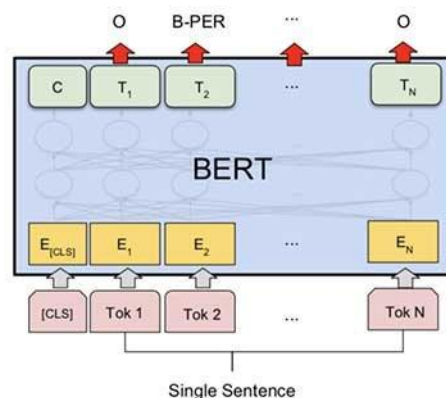 O B-PER ... O
C T1 T2 ... TN
BERT
E[CLS] E1 E2 ... EN
[CLS] Tok 1 Tok 2 ... Tok N
Single Sentence